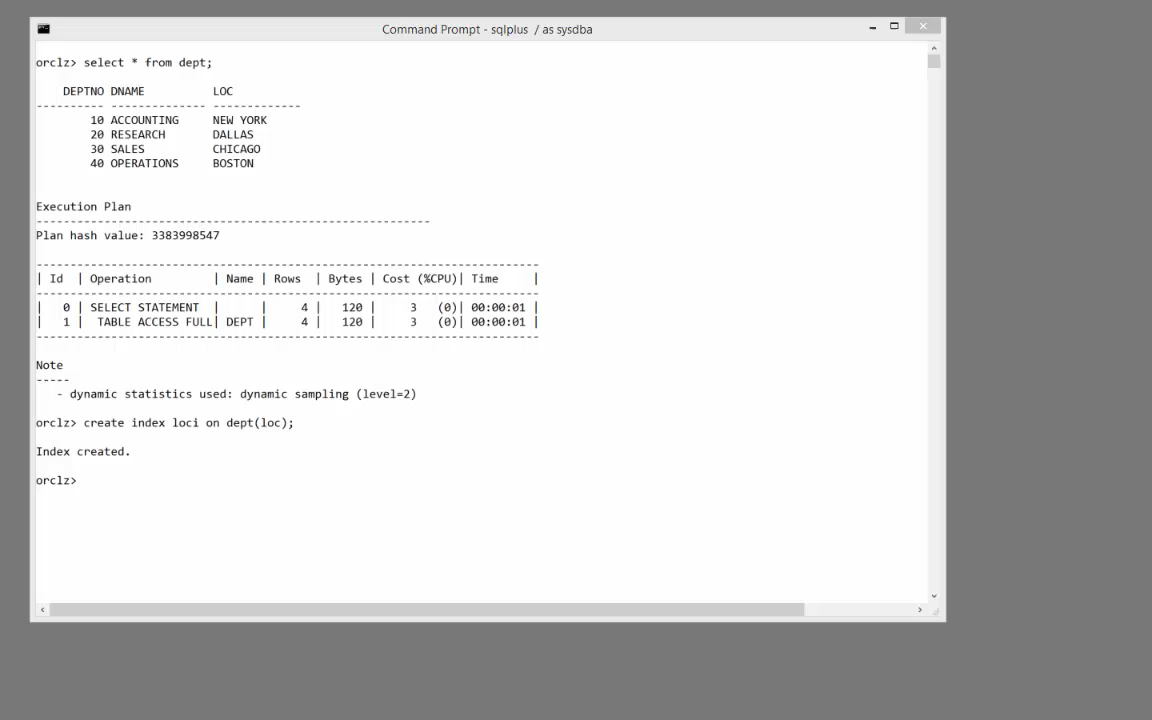 Command Prompt - sqlplus  / as sysdba
orclz> select * from dept;
    DEPTNO DNAME          LOC
---------- -------------- -------------
        10 ACCOUNTING     NEW YORK
        20 RESEARCH       DALLAS
        30 SALES          CHICAGO
        40 OPERATIONS     BOSTON
Execution Plan
----------------------------------------------------------
Plan hash value: 3383998547
--------------------------------------------------------------------------
| Id  | Operation         | Name | Rows  | Bytes | Cost (%CPU)| Time     |
--------------------------------------------------------------------------
|   0 | SELECT STATEMENT  |      |     4 |   120 |     3   (0)| 00:00:01 |
|   1 |  TABLE ACCESS FULL| DEPT |     4 |   120 |     3   (0)| 00:00:01 |
--------------------------------------------------------------------------
Note
-----
   - dynamic statistics used: dynamic sampling (level=2)
orclz> create index loci on dept(loc);
Index created.
orclz>